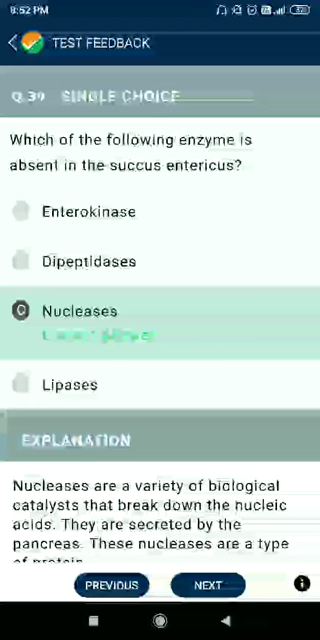 8:52 PM
TEST FEEDBACK
Q.39 SINGLE CHOICE
Which of the following enzyme is
absent in the succus entericus?
Enterokinase
Dipeptidases
C Nucleases
Lipases
EXPLANATION
Nucleases are a variety of biological
catalysts that break down the nucleic
acids. They are secreted by the
pancreas. These nucleases are a type
of protein
PREVIOUS
NEXT